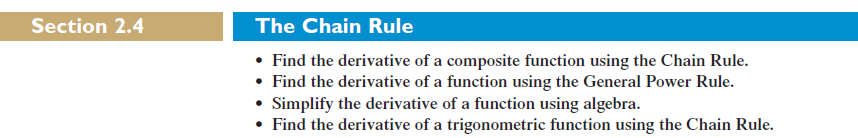 Section 2.4
The Chain Rule
• Find the derivative of a composite function using the Chain Rule.
• Find the derivative of a function using the General Power Rule.
• Simplify the derivative of a function using algebra.
• Find the derivative of a trigonometric function using the Chain Rule.